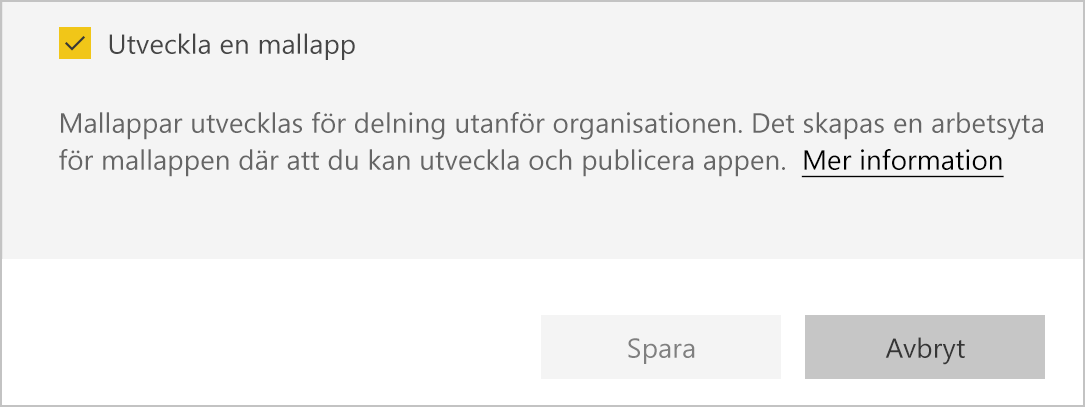 Utveckla en mallapp
Mallappar utvecklas för delning utanför organisationen. Det skapas en arbetsyta
för mallappen där att du kan utveckla och publicera appen. Mer information
Spara
Avbryt